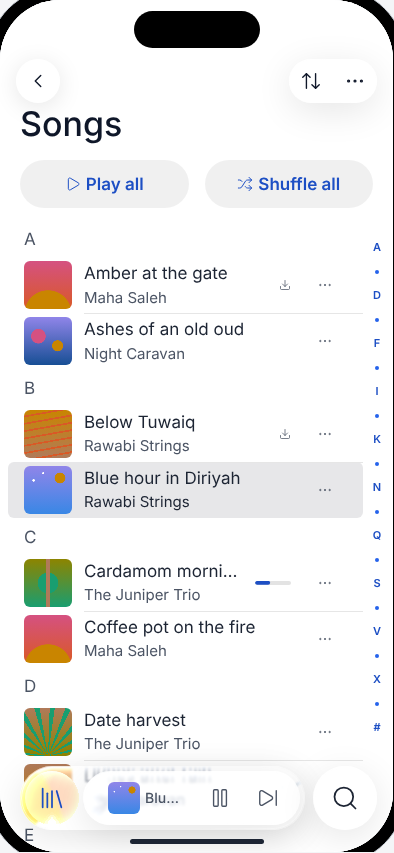 Songs
Play all
Shuffle all
A
Amber at the gate
Maha Saleh
Ashes of an old oud
Night Caravan
B
Below Tuwaiq
Rawabi Strings
Blue hour in Diriyah
Rawabi Strings
C
Cardamom morni...
The Juniper Trio
Coffee pot on the fire
Maha Saleh
D
Date harvest
The Juniper Trio
Blu...
E
A
D
F
I
K
N
Q
S
V
X
#